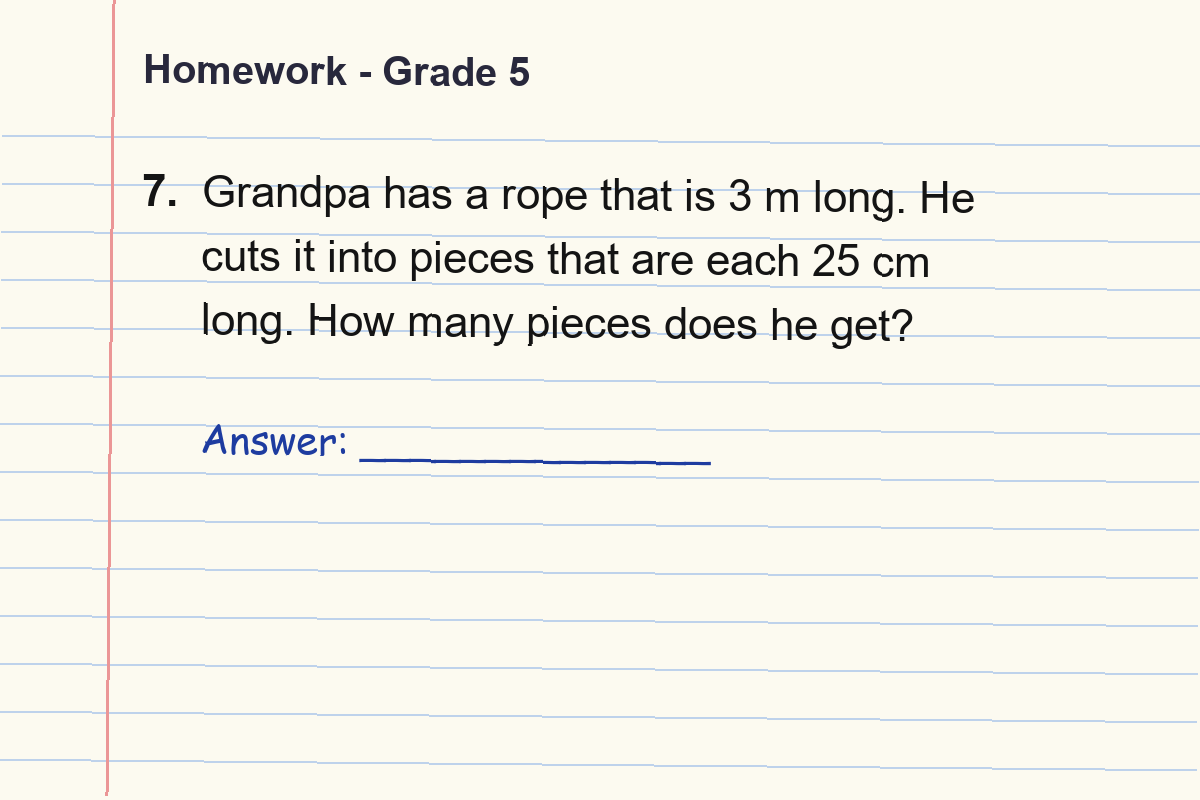 Homework - Grade 5
7. Grandpa has a rope that is 3 m long. He
cuts it into pieces that are each 25 cm
long. How many pieces does he get?
Answer: ________________